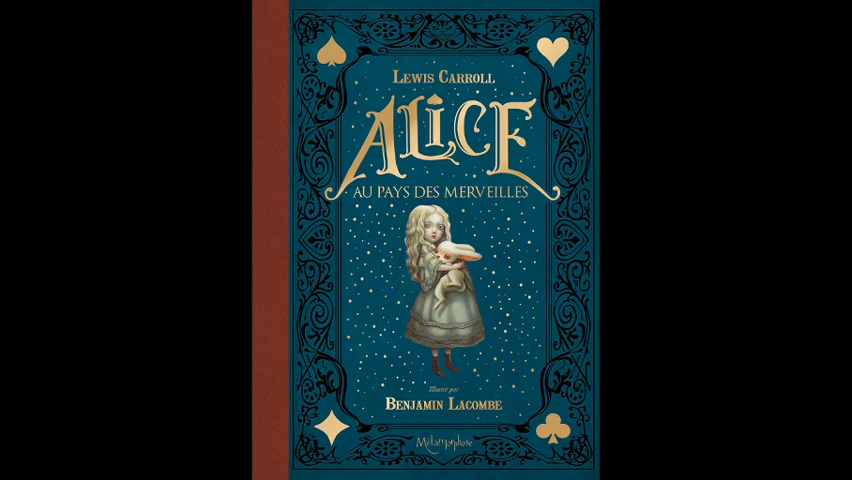 Lewis Carroll
Alice
AU PAYS DES MERVEILLES
Illustré par
Benjamin Lacombe
Métamorphose